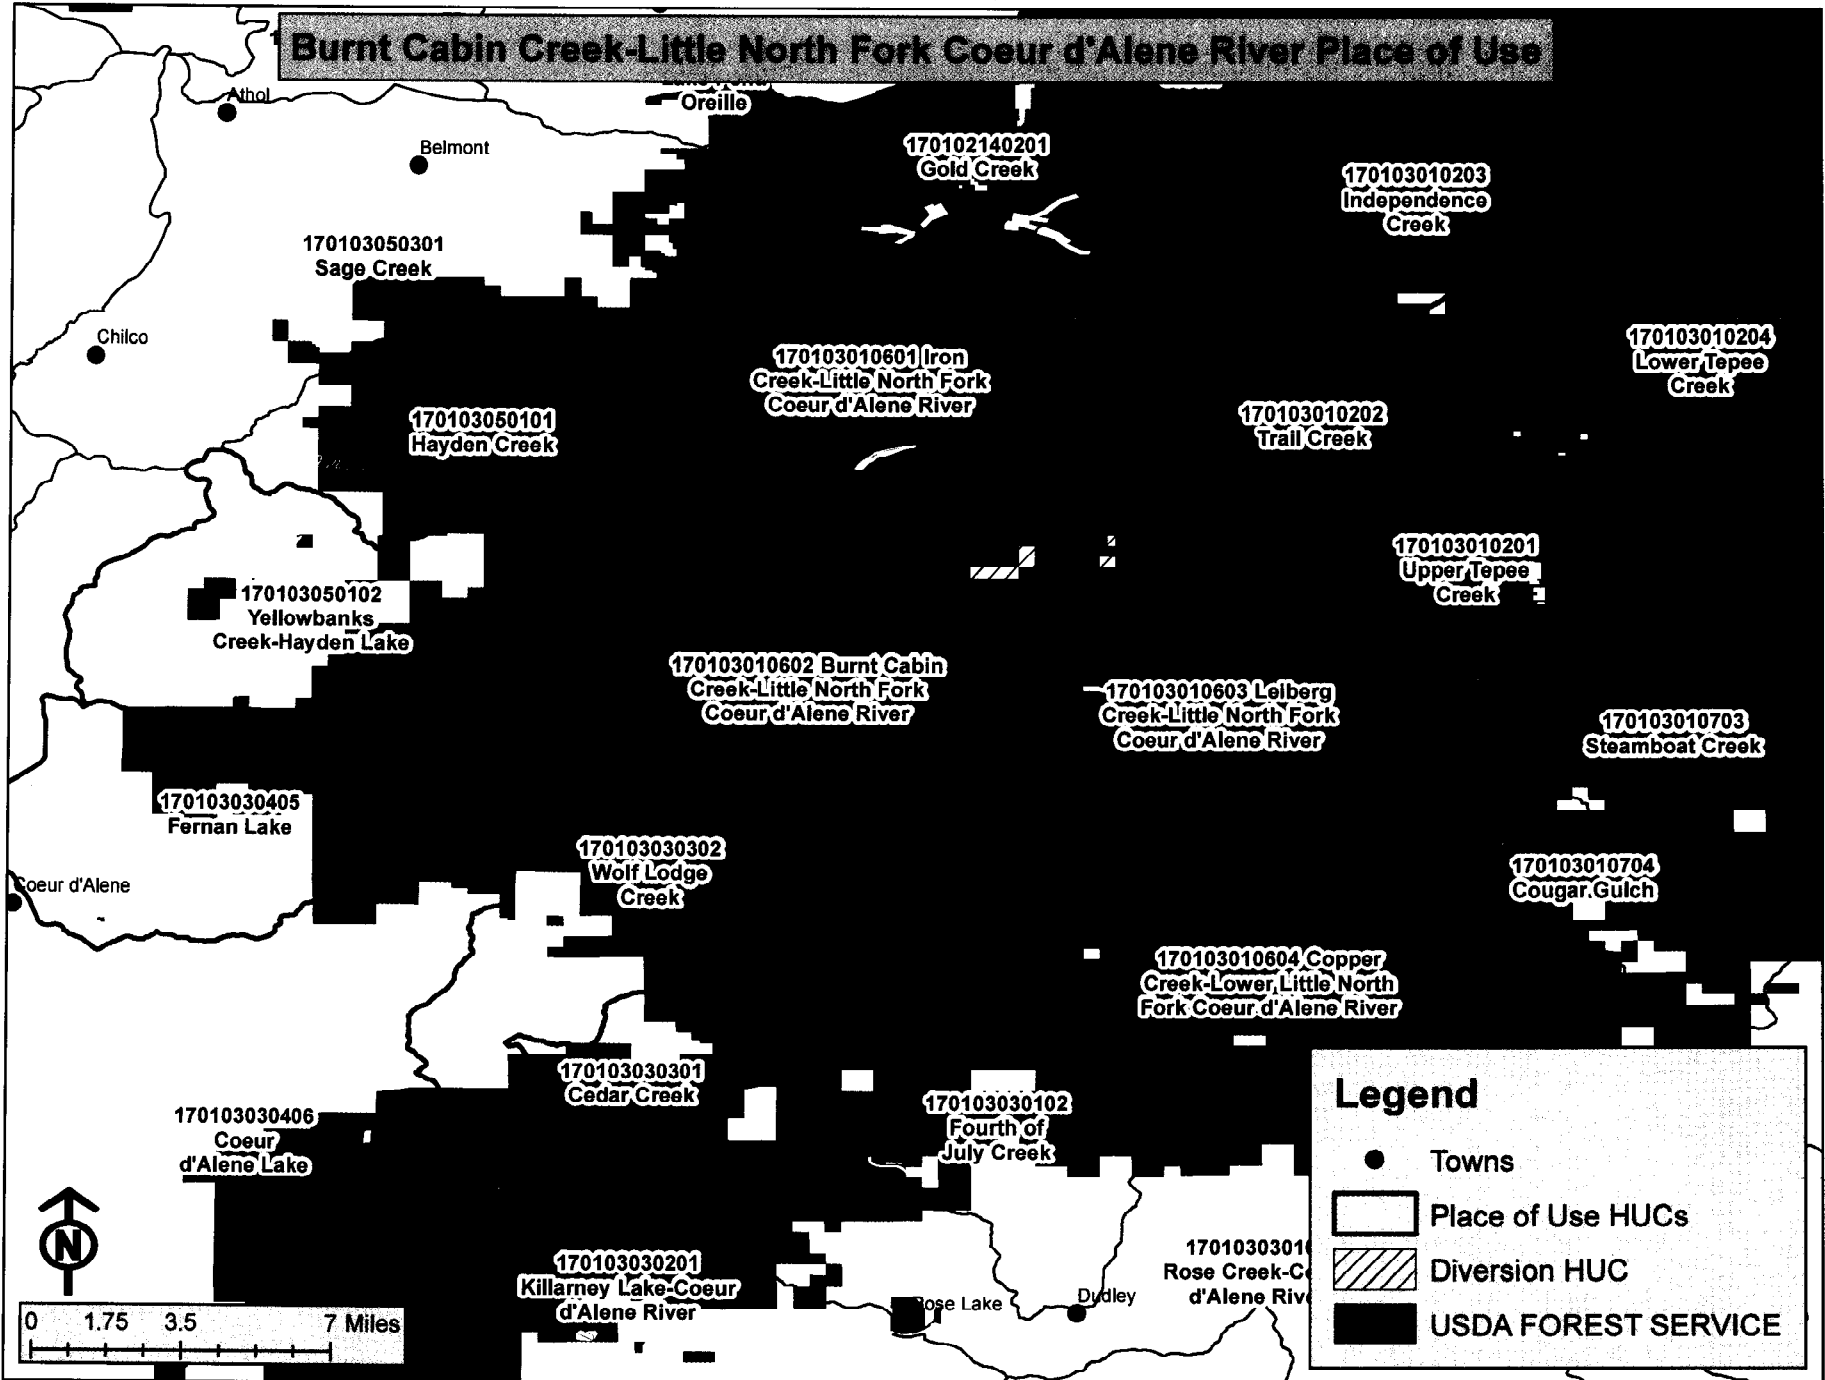 Burnt Cabin Creek-Little North Fork Coeur d'Alene River Place of Use
Oreille
Athol
Belmont
170102140201
Gold Creek
170103010203
Independence
Creek
170103050301
Sage Creek
Chilco
170103010601 Iron
Creek-Little North Fork
Coeur d'Alene River
170103010204
Lower Tepee
Creek
170103050101
Hayden Creek
170103010202
Trail Creek
170103010201
Upper Tepee
Creek
170103050102
Yellowbanks
Creek-Hayden Lake
170103010602 Burnt Cabin
Creek-Little North Fork
Coeur d'Alene River
170103010603 Leiberg
Creek-Little North Fork
Coeur d'Alene River
170103010703
Steamboat Creek
170103030405
Fernan Lake
Coeur d'Alene
170103030302
Wolf Lodge
Creek
170103010704
Cougar Gulch
170103010604 Copper
Creek-Lower Little North
Fork Coeur d'Alene River
170103030301
Cedar Creek
170103030102
Fourth of
July Creek
170103030406
Coeur
d'Alene Lake
170103030201
Killarney Lake-Coeur
d'Alene River
Rose Lake
Dudley
17010303010
Rose Creek-Co
d'Alene Rive
Legend
Towns
Place of Use HUCs
Diversion HUC
USDA FOREST SERVICE
N
0 1.75 3.5 7 Miles